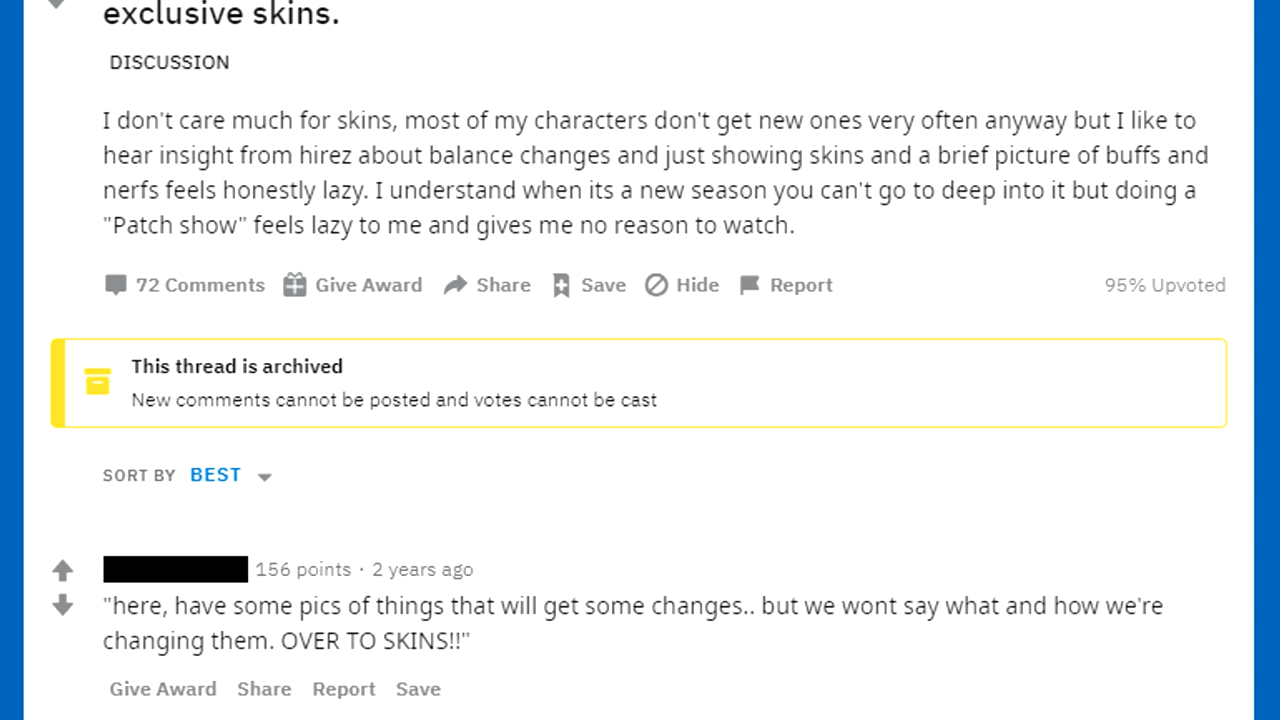 exclusive skins.
DISCUSSION
I don't care much for skins, most of my characters don't get new ones very often anyway but I like to
hear insight from hirez about balance changes and just showing skins and a brief picture of buffs and
nerfs feels honestly lazy. I understand when its a new season you can't go to deep into it but doing a
"Patch show" feels lazy to me and gives me no reason to watch.
72 Comments Give Award Share Save Hide Report 95% Upvoted
This thread is archived
New comments cannot be posted and votes cannot be cast
SORT BY BEST
156 points · 2 years ago
"here, have some pics of things that will get some changes.. but we wont say what and how we're
changing them. OVER TO SKINS!!"
Give Award Share Report Save